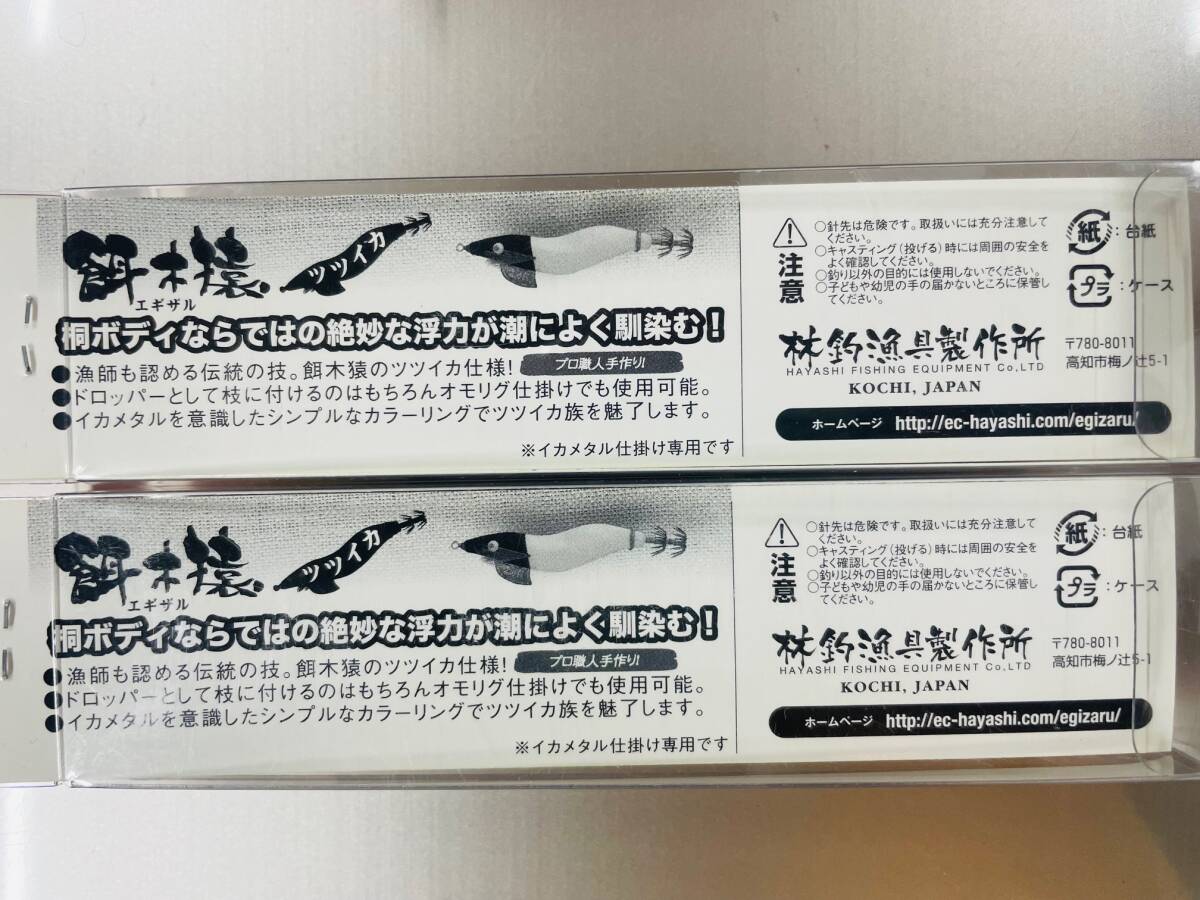 餌木猿
エギザル
ツツイカ
桐ボディならではの絶妙な浮力が潮によく馴染む！
●漁師も認める伝統の技。餌木猿のツツイカ仕様！ プロ職人手作り！
●ドロッパーとして枝に付けるのはもちろんオモリグ仕掛けでも使用可能。
●イカメタルを意識したシンプルなカラーリングでツツイカ族を魅了します。
※イカメタル仕掛け専用です
注意
○針先は危険です。取扱いには充分注意して
ください。
○キャスティング(投げる)時には周囲の安全を
よく確認してください。
○釣り以外の目的には使用しないでください。
○子どもや幼児の手の届かないところに保管し
てください。
紙：台紙
プラ：ケース
林釣漁具製作所
HAYASHI FISHING EQUIPMENT Co,LTD
KOCHI, JAPAN
〒780-8011
高知市梅ノ辻5-1
ホームページ http://ec-hayashi.com/egizaru/
餌木猿
エギザル
ツツイカ
桐ボディならではの絶妙な浮力が潮によく馴染む！
●漁師も認める伝統の技。餌木猿のツツイカ仕様！ プロ職人手作り！
●ドロッパーとして枝に付けるのはもちろんオモリグ仕掛けでも使用可能。
●イカメタルを意識したシンプルなカラーリングでツツイカ族を魅了します。
※イカメタル仕掛け専用です
注意
○針先は危険です。取扱いには充分注意して
ください。
○キャスティング(投げる)時には周囲の安全を
よく確認してください。
○釣り以外の目的には使用しないでください。
○子どもや幼児の手の届かないところに保管し
てください。
紙：台紙
プラ：ケース
林釣漁具製作所
HAYASHI FISHING EQUIPMENT Co,LTD
KOCHI, JAPAN
〒780-8011
高知市梅ノ辻5-1
ホームページ http://ec-hayashi.com/egizaru/